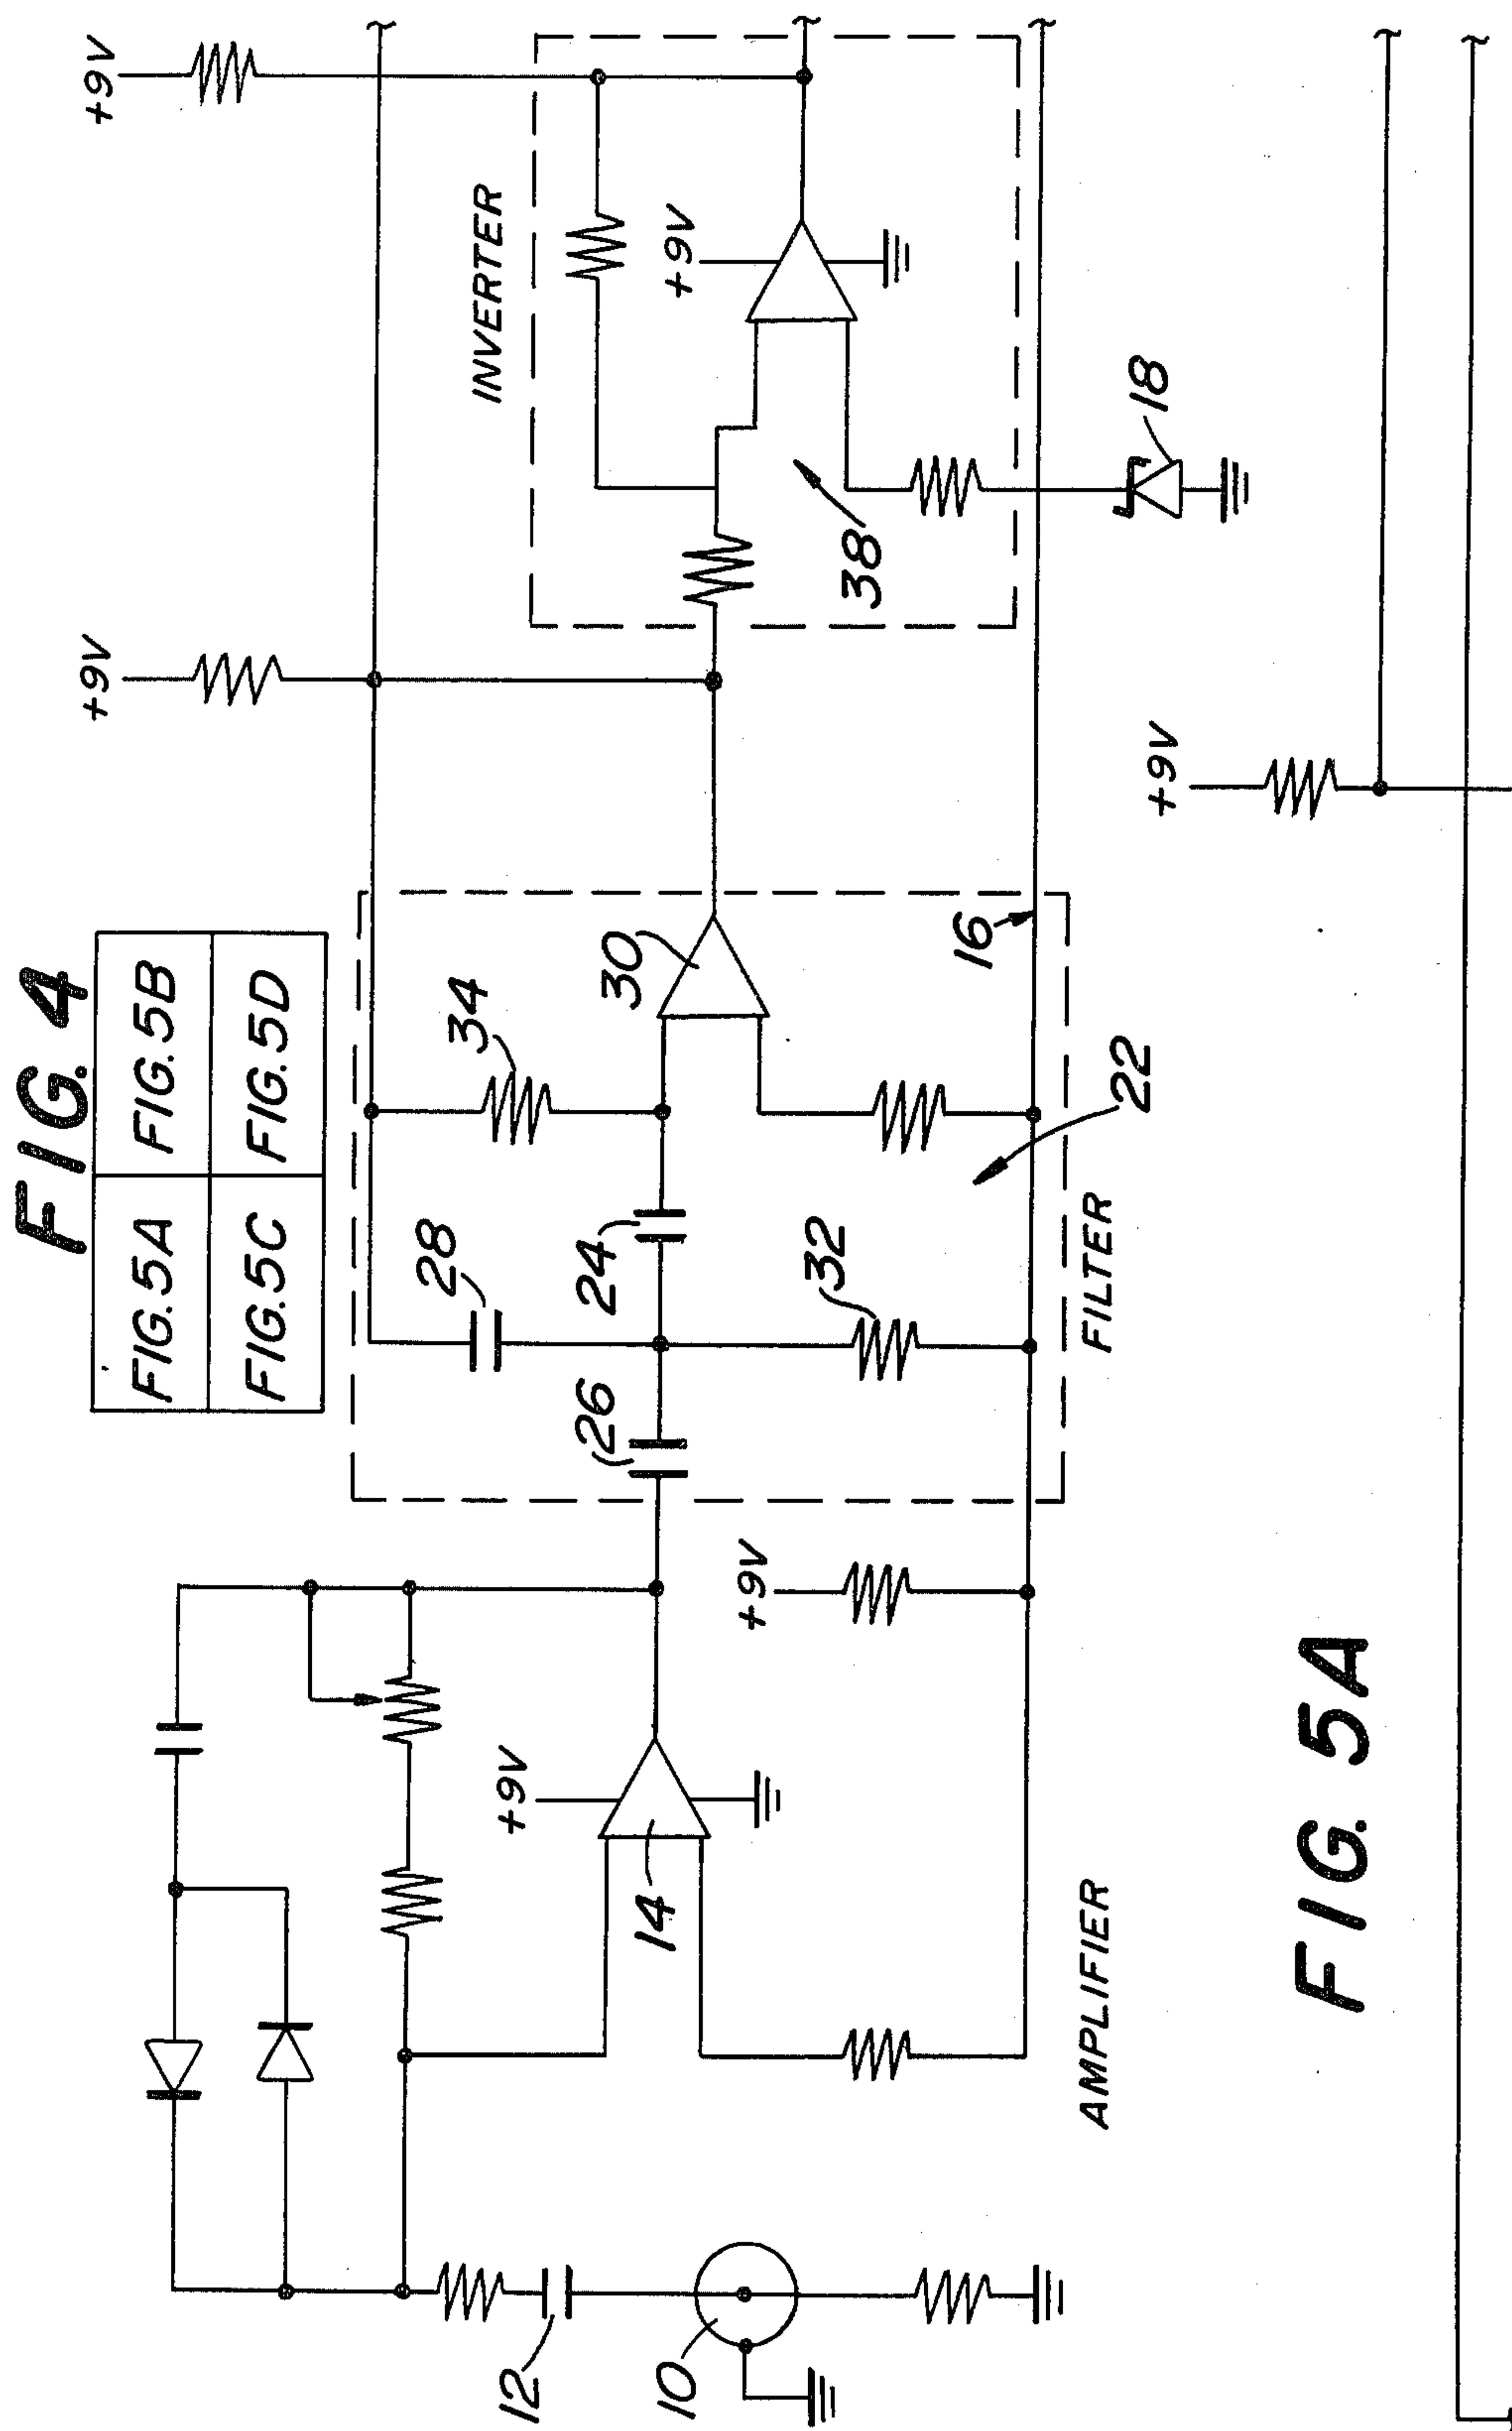 FIG. 4
FIG.5A FIG.5B
FIG.5C FIG.5D
+9V
+9V
INVERTER
28
34
+9V
+9V
26
24
30
12
14
38
10
+9V
32
16
18
AMPLIFIER
FILTER
22
+9V
FIG. 5A